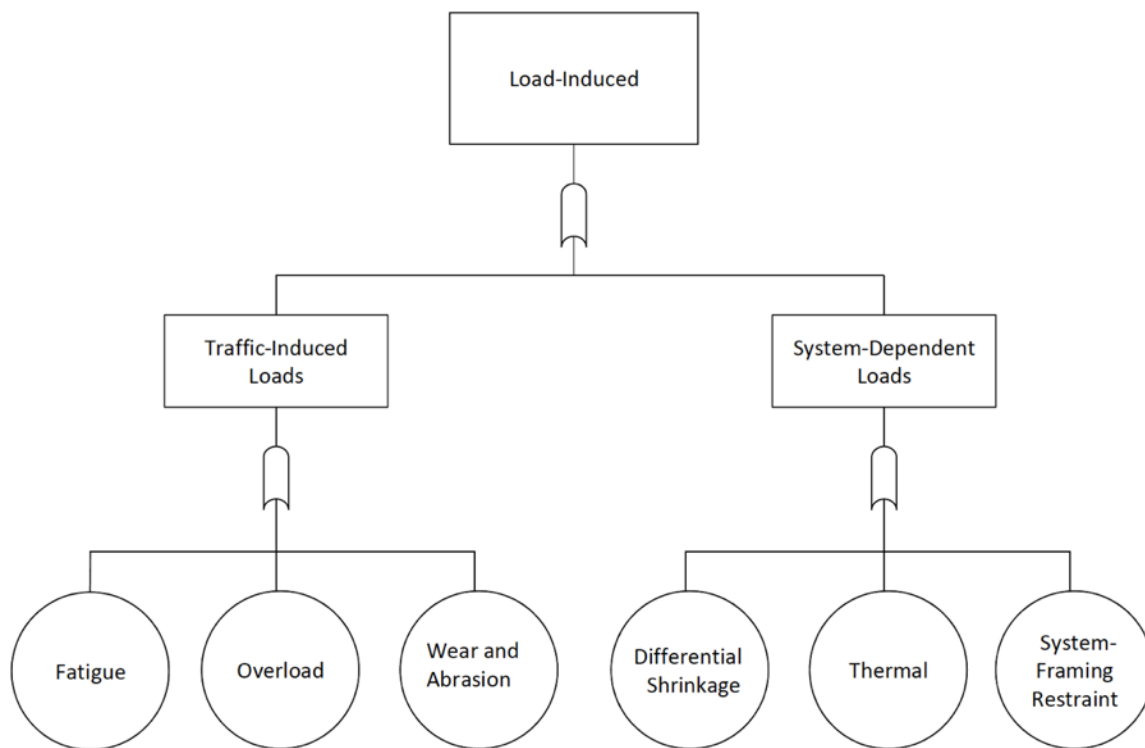 Load-Induced
Traffic-Induced
Loads
System-Dependent
Loads
Fatigue
Overload
Wear and
Abrasion
Differential
Shrinkage
Thermal
System-
Framing
Restraint